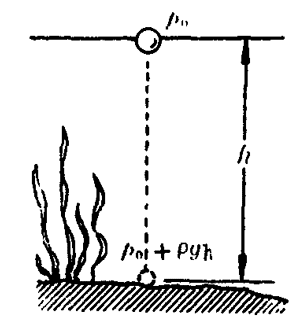 p₀
h
p₀ + ρgh